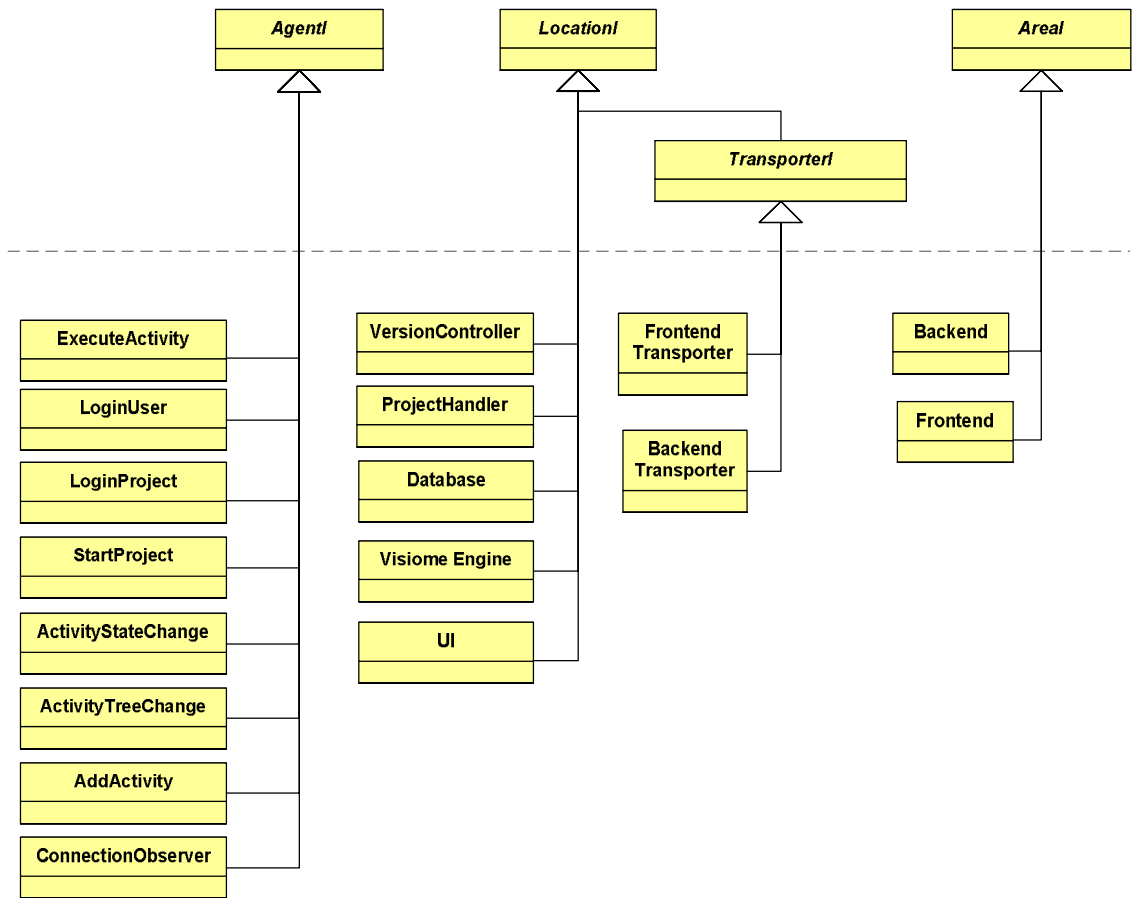 AgentI
LocationI
AreaI
TransporterI
ExecuteActivity
LoginUser
LoginProject
StartProject
ActivityStateChange
ActivityTreeChange
AddActivity
ConnectionObserver
VersionController
ProjectHandler
Database
Visiome Engine
UI
Frontend
Transporter
Backend
Transporter
Backend
Frontend